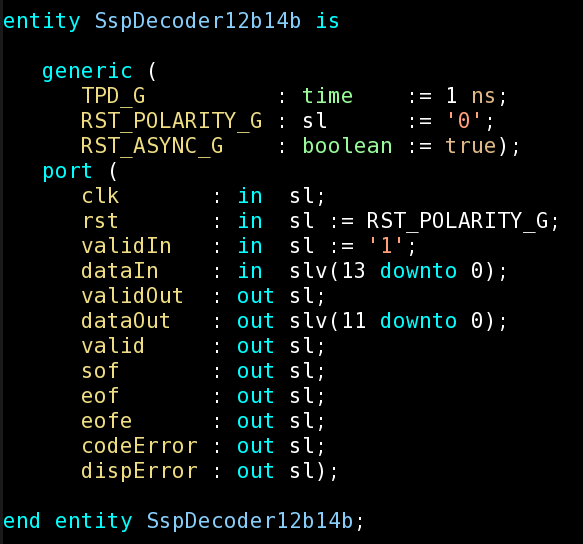 entity SspDecoder12b14b is
generic (
TPD_G : time := 1 ns;
RST_POLARITY_G : sl := '0';
RST_ASYNC_G : boolean := true);
port (
clk : in sl;
rst : in sl := RST_POLARITY_G;
validIn : in sl := '1';
dataIn : in slv(13 downto 0);
validOut : out sl;
dataOut : out slv(11 downto 0);
valid : out sl;
sof : out sl;
eof : out sl;
eofe : out sl;
codeError : out sl;
dispError : out sl);
end entity SspDecoder12b14b;